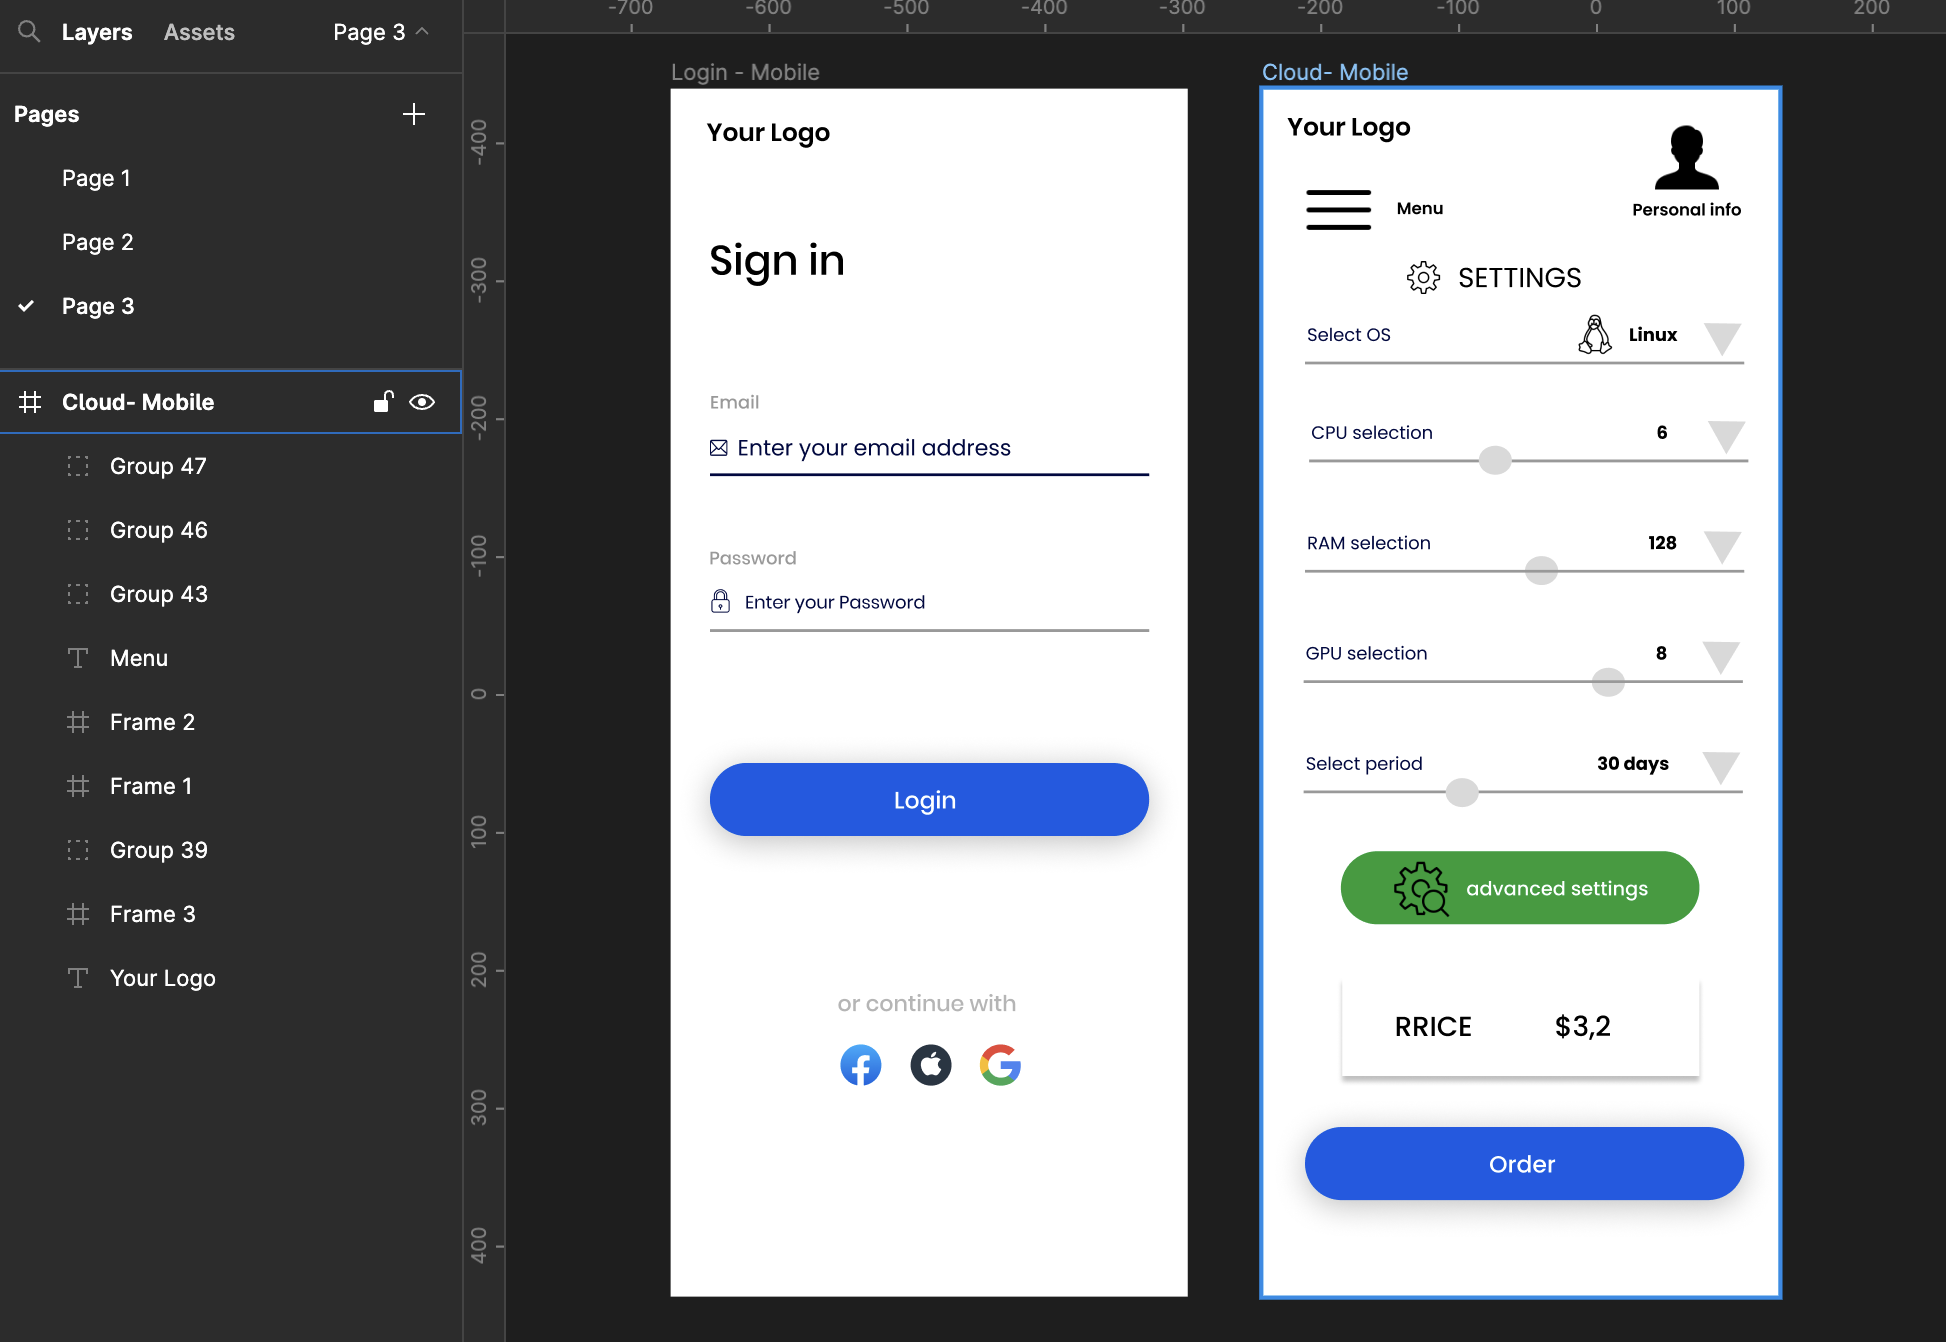 Layers Assets Page 3
Pages
Page 1
Page 2
Page 3
Cloud- Mobile
Group 47
Group 46
Group 43
Menu
Frame 2
Frame 1
Group 39
Frame 3
Your Logo
-700 -600 -500 -400 -300 -200 -100 0 100 200
-400
-300
-200
-100
0
100
200
300
400
Login - Mobile
Your Logo
Sign in
Email
Enter your email address
Password
Enter your Password
Login
or continue with
Cloud- Mobile
Your Logo
Menu
Personal info
SETTINGS
Select OS Linux
CPU selection 6
RAM selection 128
GPU selection 8
Select period 30 days
advanced settings
RRICE $3,2
Order